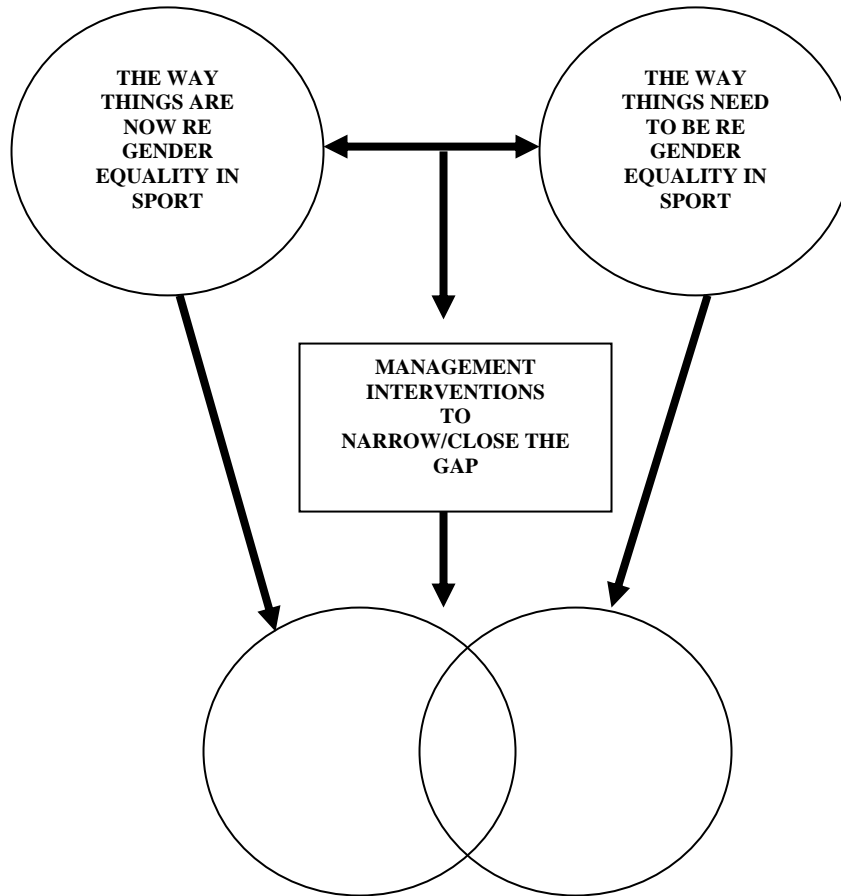 THE WAY
THINGS ARE
NOW RE
GENDER
EQUALITY IN
SPORT
THE WAY
THINGS NEED
TO BE RE
GENDER
EQUALITY IN
SPORT
MANAGEMENT
INTERVENTIONS
TO
NARROW/CLOSE THE
GAP